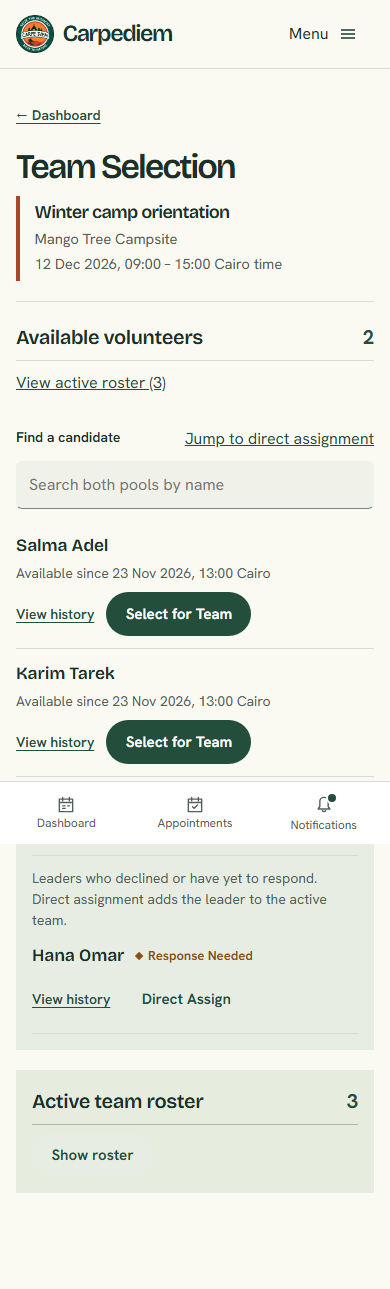 CARPE DIEM
Carpediem
Menu
← Dashboard
Team Selection
Winter camp orientation
Mango Tree Campsite
12 Dec 2026, 09:00 – 15:00 Cairo time
Available volunteers 2
View active roster (3)
Find a candidate Jump to direct assignment
Search both pools by name
Salma Adel
Available since 23 Nov 2026, 13:00 Cairo
View history Select for Team
Karim Tarek
Available since 23 Nov 2026, 13:00 Cairo
View history Select for Team
Dashboard Appointments Notifications
Leaders who declined or have yet to respond.
Direct assignment adds the leader to the active
team.
Hana Omar ◆ Response Needed
View history Direct Assign
Active team roster 3
Show roster